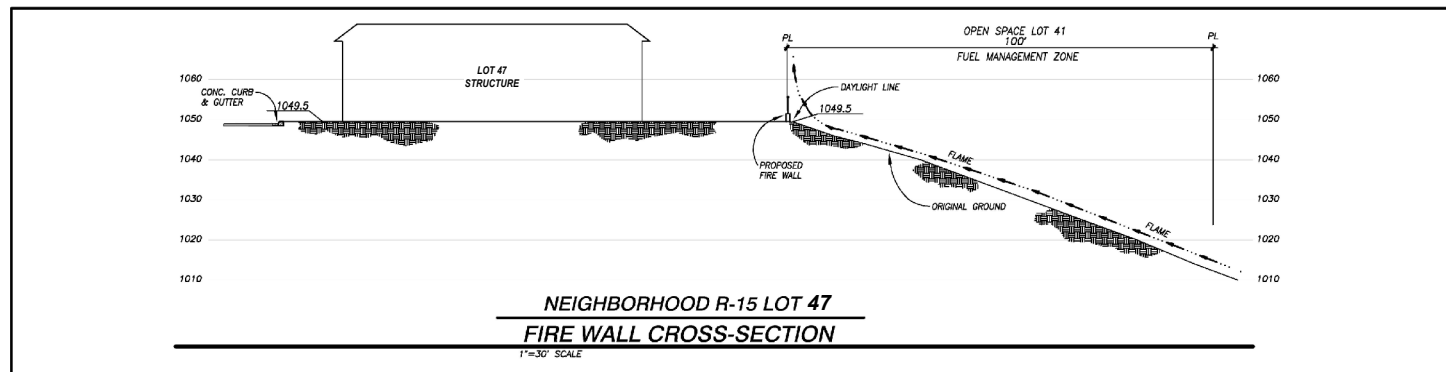 OPEN SPACE LOT 41
PL
100'
PL
FUEL MANAGEMENT ZONE
LOT 47
STRUCTURE
1060
1060
CONC. CURB
& GUTTER
DAYLIGHT LINE
1049.5
1049.5
1050
1050
1040
PROPOSED
FIRE WALL
FLAME
1040
1030
ORIGINAL GROUND
1030
1020
FLAME
1020
1010
1010
NEIGHBORHOOD R-15 LOT 47
FIRE WALL CROSS-SECTION
1"=30' SCALE